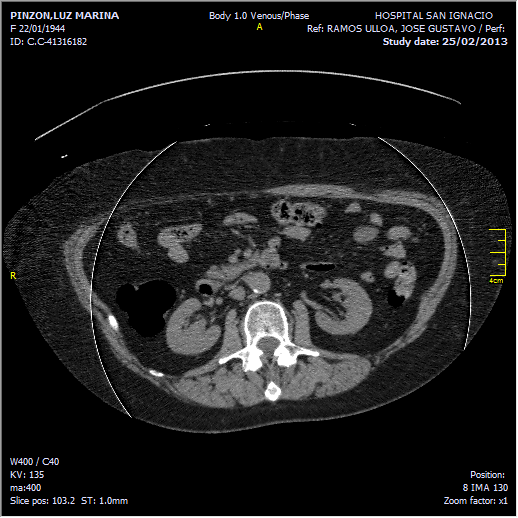 PINZON,LUZ MARINA
F 22/01/1944
ID: C.C-41316182
Body 1.0 Venous/Phase
A
HOSPITAL SAN IGNACIO
Ref: RAMOS ULLOA, JOSE GUSTAVO / Perf:
Study date: 25/02/2013
R
4cm
W400 / C40
KV: 135
ma:400
Slice pos: 103.2 ST: 1.0mm
Position:
8 IMA 130
Zoom factor: x1